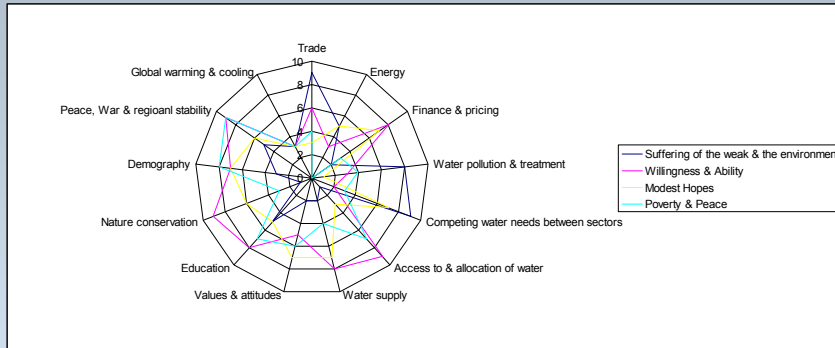 Trade
Global warming & cooling
Energy
Peace, War & regioanl stability
Finance & pricing
Demography
Water pollution & treatment
Nature conservation
Competing water needs between sectors
Education
Access to & allocation of water
Values & attitudes
Water supply
10
8
6
4
2
0
Suffering of the weak & the environment
Willingness & Ability
Modest Hopes
Poverty & Peace